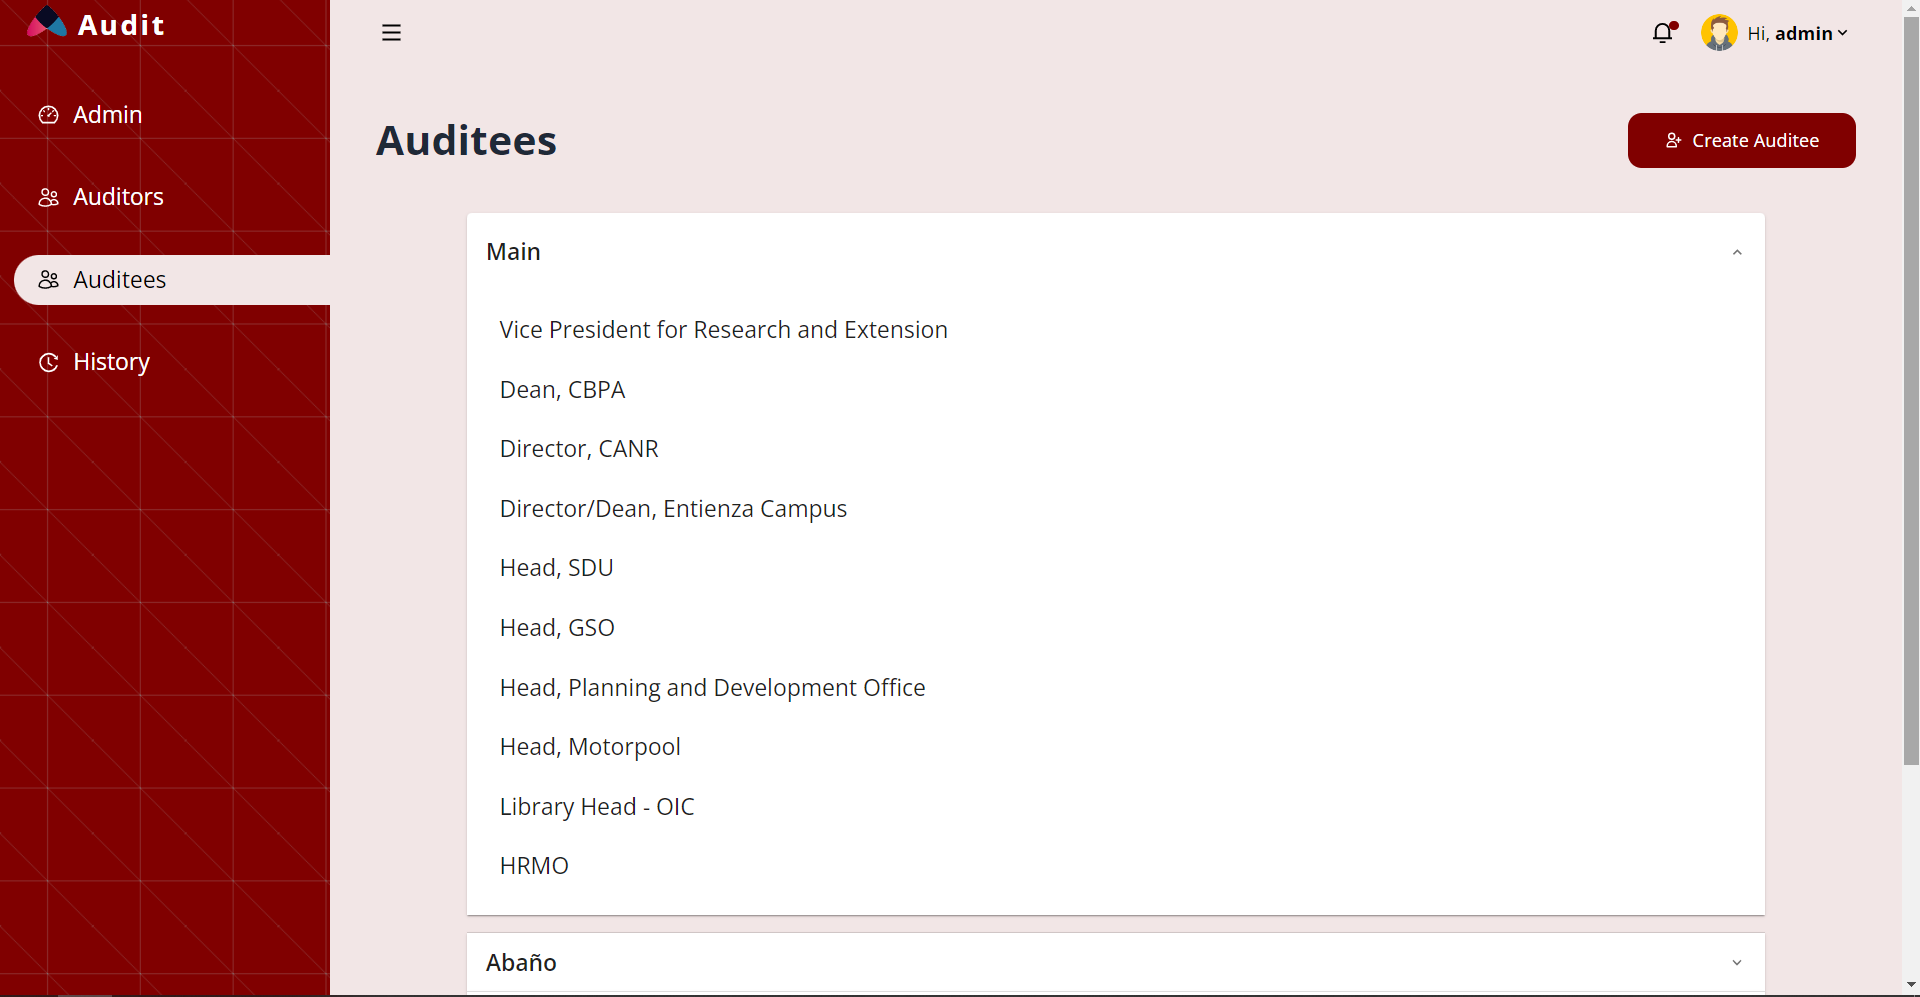 Audit
Admin
Auditors
Auditees
History
Hi, admin
Auditees
Create Auditee
Main
Vice President for Research and Extension
Dean, CBPA
Director, CANR
Director/Dean, Entienza Campus
Head, SDU
Head, GSO
Head, Planning and Development Office
Head, Motorpool
Library Head - OIC
HRMO
Abaño